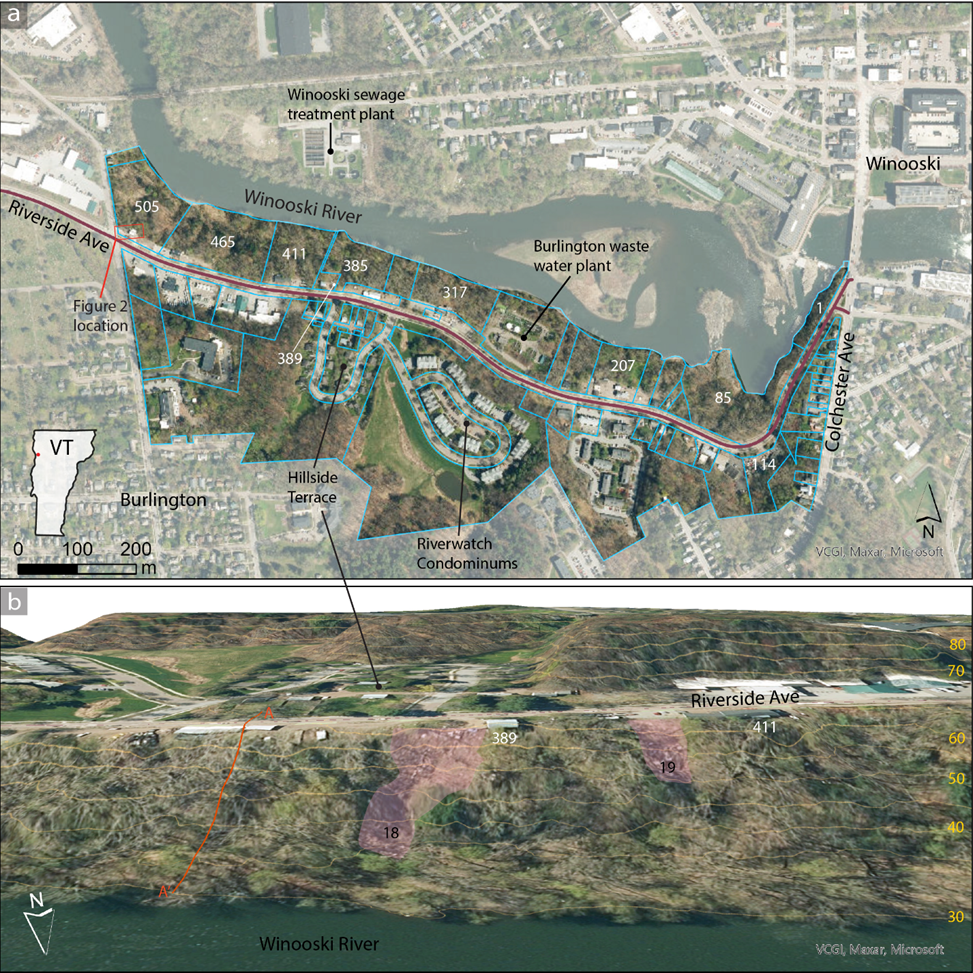 a
Winooski sewage
treatment plant
Winooski
505
Winooski River
Riverside Ave
465
411
385
Burlington waste
water plant
317
Figure 2
location
1
389
207
85
Colchester Ave
VT
114
Hillside
Terrace
Burlington
N
Riverwatch
Condominums
0 100 200
m
VCGI, Maxar, Microsoft
b
80
70
Riverside Ave
A'
411
389
60
19
50
18
40
A
N
30
Winooski River
VCGI, Maxar, Microsoft